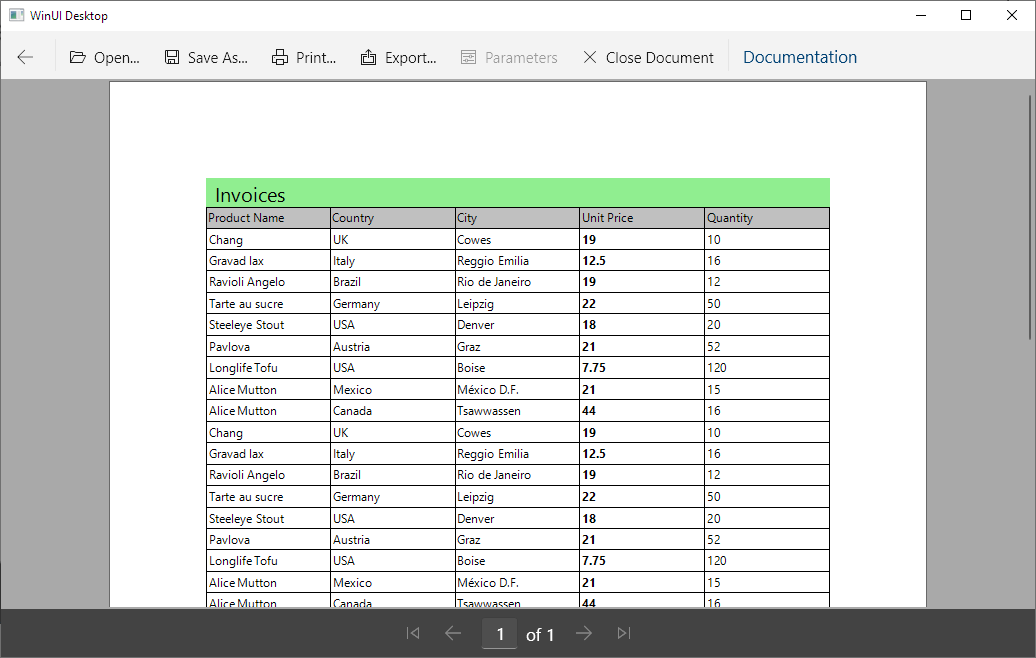 WinUI Desktop
Open... Save As... Print... Export... Parameters Close Document Documentation
Invoices
Product Name Country City Unit Price Quantity
Chang UK Cowes 19 10
Gravad lax Italy Reggio Emilia 12.5 16
Ravioli Angelo Brazil Rio de Janeiro 19 12
Tarte au sucre Germany Leipzig 22 50
Steeleye Stout USA Denver 18 20
Pavlova Austria Graz 21 52
Longlife Tofu USA Boise 7.75 120
Alice Mutton Mexico México D.F. 21 15
Alice Mutton Canada Tsawwassen 44 16
Chang UK Cowes 19 10
Gravad lax Italy Reggio Emilia 12.5 16
Ravioli Angelo Brazil Rio de Janeiro 19 12
Tarte au sucre Germany Leipzig 22 50
Steeleye Stout USA Denver 18 20
Pavlova Austria Graz 21 52
Longlife Tofu USA Boise 7.75 120
Alice Mutton Mexico México D.F. 21 15
Alice Mutton Canada Tsawwassen 44 16
1 of 1